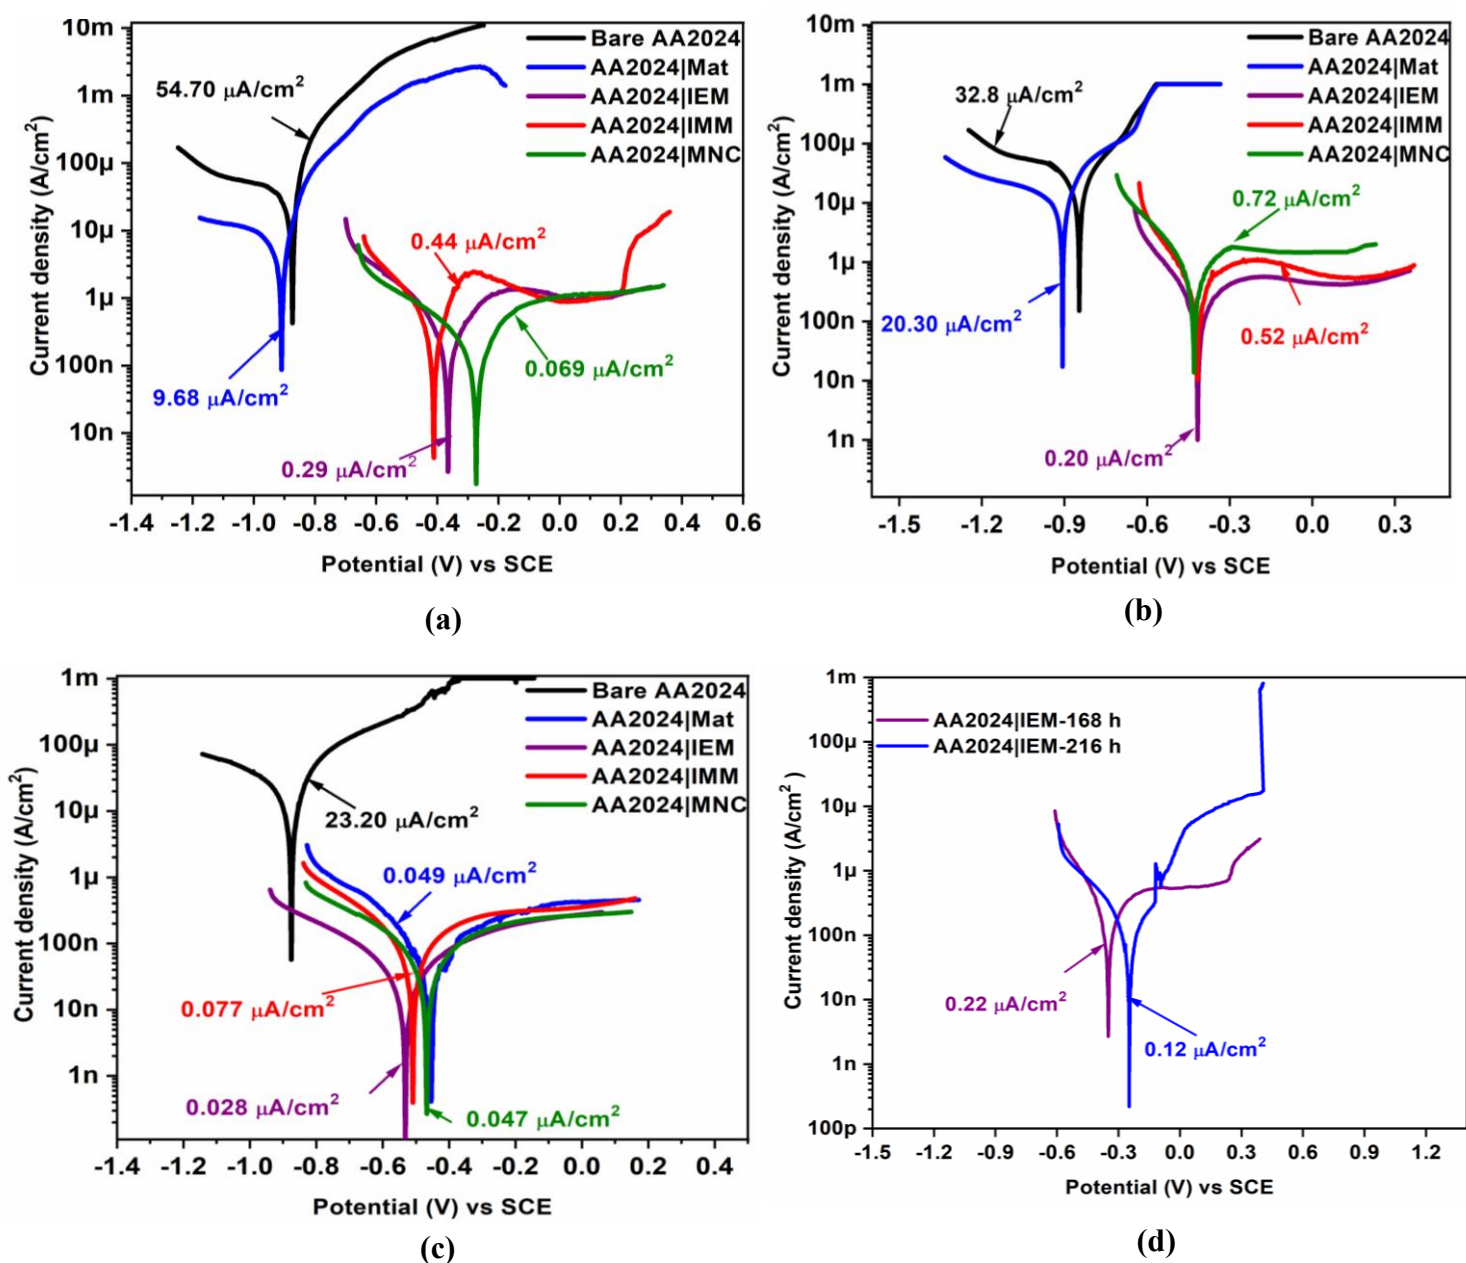 10m
1m
100µ
10µ
1µ
100n
10n
Current density (A/cm²)
54.70 µA/cm²
9.68 µA/cm²
0.44 µA/cm²
0.069 µA/cm²
0.29 µA/cm²
Bare AA2024
AA2024|Mat
AA2024|IEM
AA2024|IMM
AA2024|MNC
-1.4 -1.2 -1.0 -0.8 -0.6 -0.4 -0.2 0.0 0.2 0.4 0.6
Potential (V) vs SCE
(a)
10m
1m
100µ
10µ
1µ
100n
10n
1n
Current density (A/cm²)
32.8 µA/cm²
20.30 µA/cm²
0.72 µA/cm²
0.52 µA/cm²
0.20 µA/cm²
Bare AA2024
AA2024|Mat
AA2024|IEM
AA2024|IMM
AA2024|MNC
-1.5 -1.2 -0.9 -0.6 -0.3 0.0 0.3
Potential (V) vs SCE
(b)
1m
100µ
10µ
1µ
100n
10n
1n
Current density (A/cm²)
Bare AA2024
AA2024|Mat
AA2024|IEM
AA2024|IMM
AA2024|MNC
23.20 µA/cm²
0.049 µA/cm²
0.077 µA/cm²
0.028 µA/cm²
0.047 µA/cm²
-1.4 -1.2 -1.0 -0.8 -0.6 -0.4 -0.2 0.0 0.2 0.4
Potential (V) vs SCE
(c)
1m
100µ
10µ
1µ
100n
10n
1n
100p
Current density (A/cm²)
AA2024|IEM-168 h
AA2024|IEM-216 h
0.22 µA/cm²
0.12 µA/cm²
-1.5 -1.2 -0.9 -0.6 -0.3 0.0 0.3 0.6 0.9 1.2
Potential (V) vs SCE
(d)